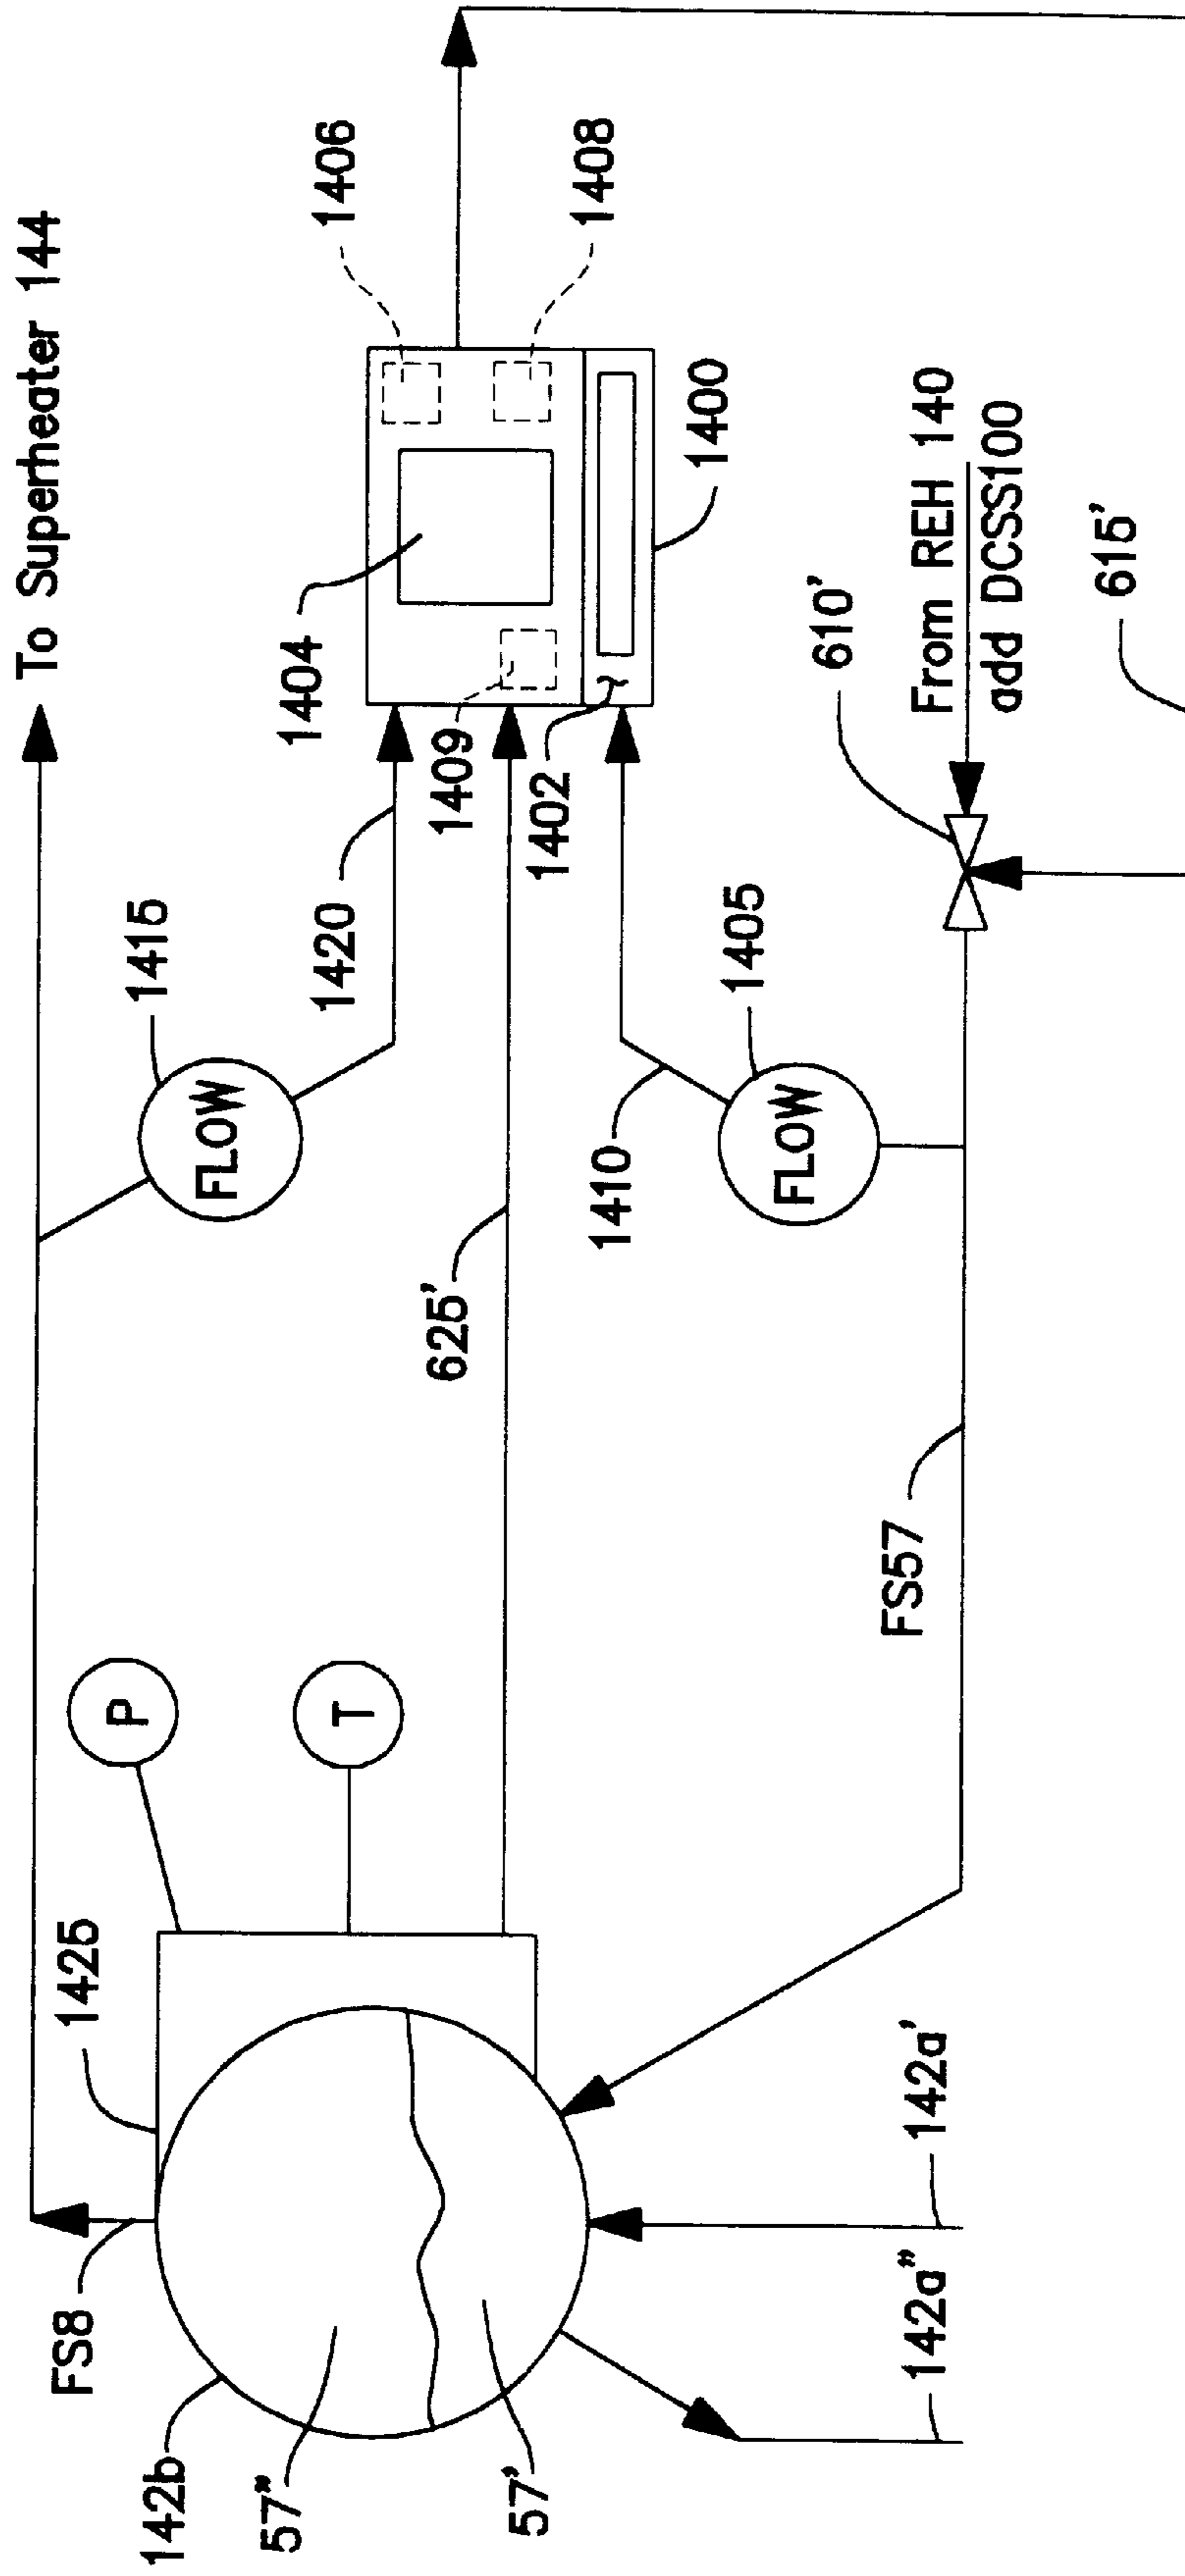 To Superheater 144
FS8
1425
P
1415
FLOW
1406
142b
57"
57'
T
625'
1420
1404
1409
1402
1408
1400
1410
FLOW
1405
FS57
610'
From REH 140
add DCSS100
142a"
142a'
615'